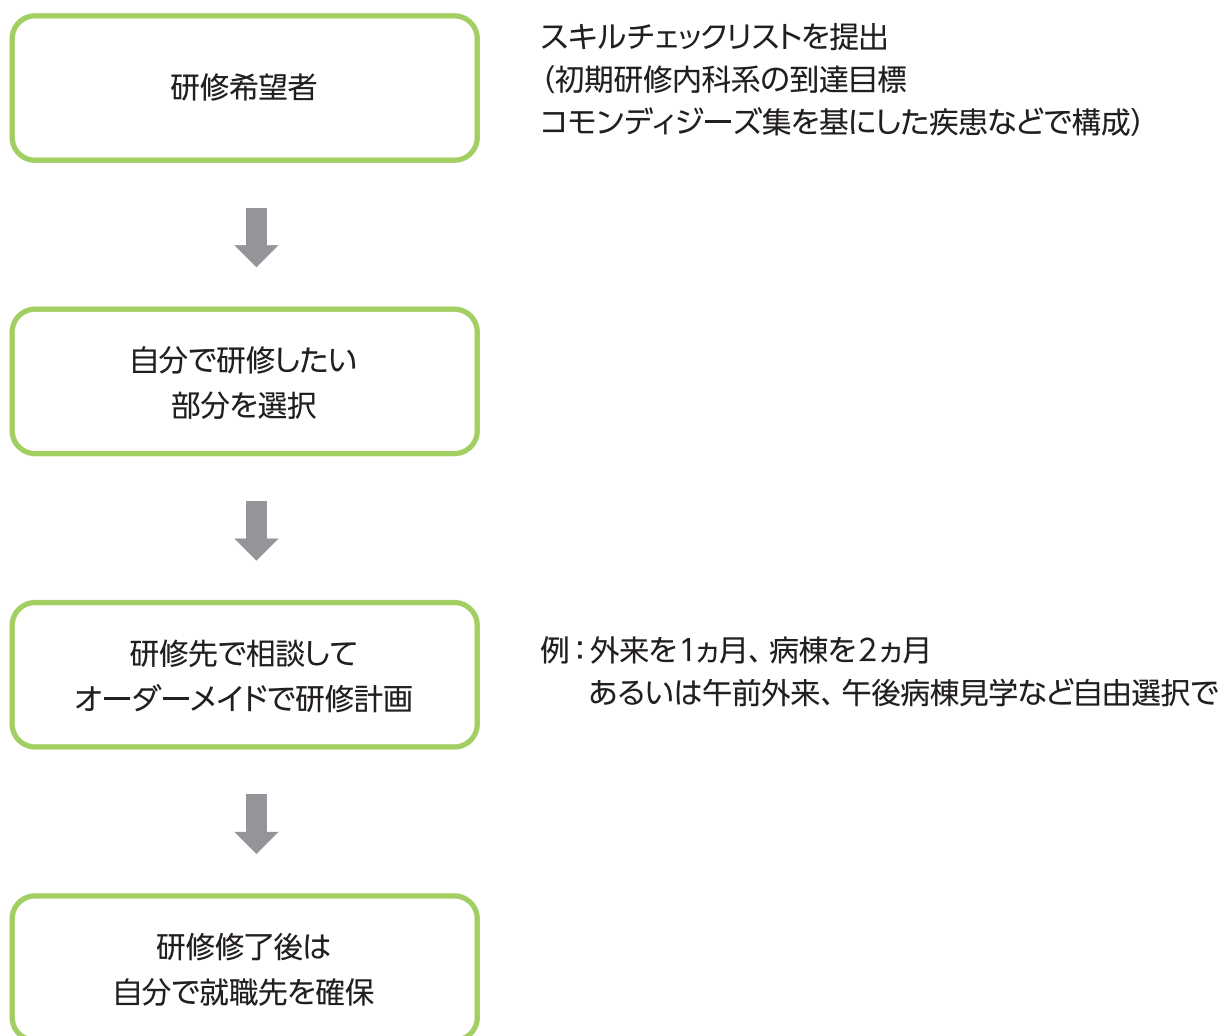 研修希望者
スキルチェックリストを提出
（初期研修内科系の到達目標
コモンディジーズ集を基にした疾患などで構成）
自分で研修したい
部分を選択
研修先で相談して
オーダーメイドで研修計画
例：外来を1ヵ月、病棟を2ヵ月
あるいは午前外来、午後病棟見学など自由選択で
研修修了後は
自分で就職先を確保